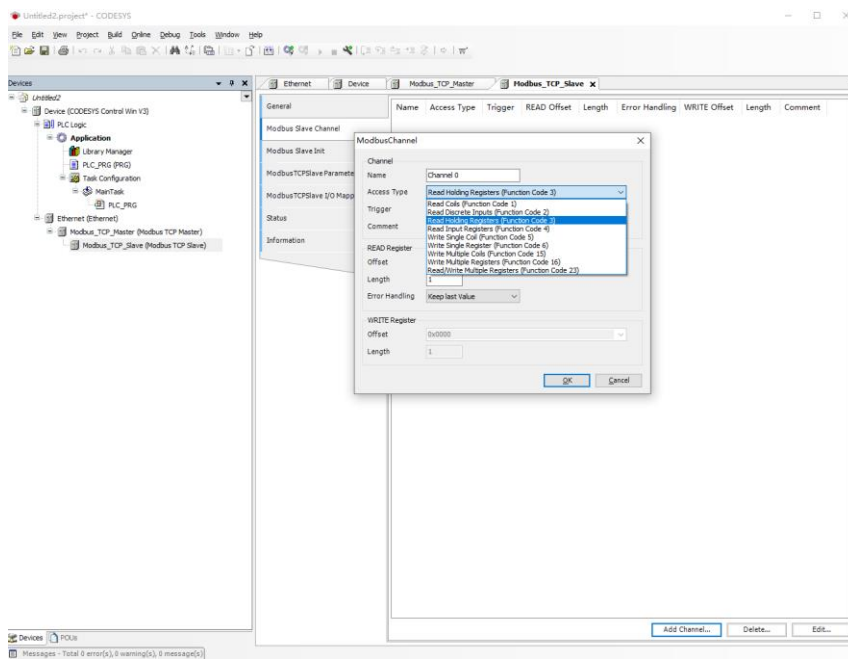 Untitled2.project* - CODESYS
File Edit View Project Build Online Debug Tools Window Help
Devices
Untitled2
Device (CODESYS Control Win V3)
PLC Logic
Application
Library Manager
PLC_PRG (PRG)
Task Configuration
MainTask
PLC_PRG
Ethernet (Ethernet)
Modbus_TCP_Master (Modbus TCP Master)
Modbus_TCP_Slave (Modbus TCP Slave)
Devices POUs
Ethernet Device Modbus_TCP_Master Modbus_TCP_Slave
General
Modbus Slave Channel
Modbus Slave Init
ModbusTCPSlave Paramete
ModbusTCPSlave I/O Mapp
Status
Information
Name Access Type Trigger READ Offset Length Error Handling WRITE Offset Length Comment
ModbusChannel
Channel
Name Channel 0
Access Type Read Holding Registers (Function Code 3)
Read Coils (Function Code 1)
Read Discrete Inputs (Function Code 2)
Read Holding Registers (Function Code 3)
Read Input Registers (Function Code 4)
Write Single Coil (Function Code 5)
Write Single Register (Function Code 6)
Write Multiple Coils (Function Code 15)
Write Multiple Registers (Function Code 16)
Read/Write Multiple Registers (Function Code 23)
Trigger
Comment
READ Register
Offset
Length 1
Error Handling Keep last Value
WRITE Register
Offset 0x0000
Length 1
OK Cancel
Add Channel... Delete... Edit...
Messages - Total 0 error(s), 0 warning(s), 0 message(s)